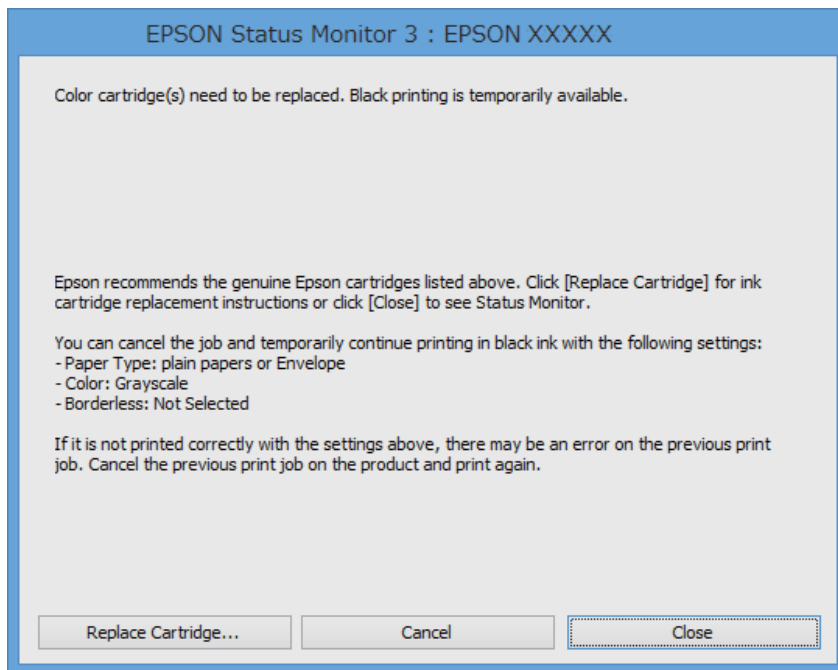 EPSON Status Monitor 3 : EPSON XXXXX
Color cartridge(s) need to be replaced. Black printing is temporarily available.
Epson recommends the genuine Epson cartridges listed above. Click [Replace Cartridge] for ink
cartridge replacement instructions or click [Close] to see Status Monitor.
You can cancel the job and temporarily continue printing in black ink with the following settings:
- Paper Type: plain papers or Envelope
- Color: Grayscale
- Borderless: Not Selected
If it is not printed correctly with the settings above, there may be an error on the previous print
job. Cancel the previous print job on the product and print again.
Replace Cartridge...
Cancel
Close